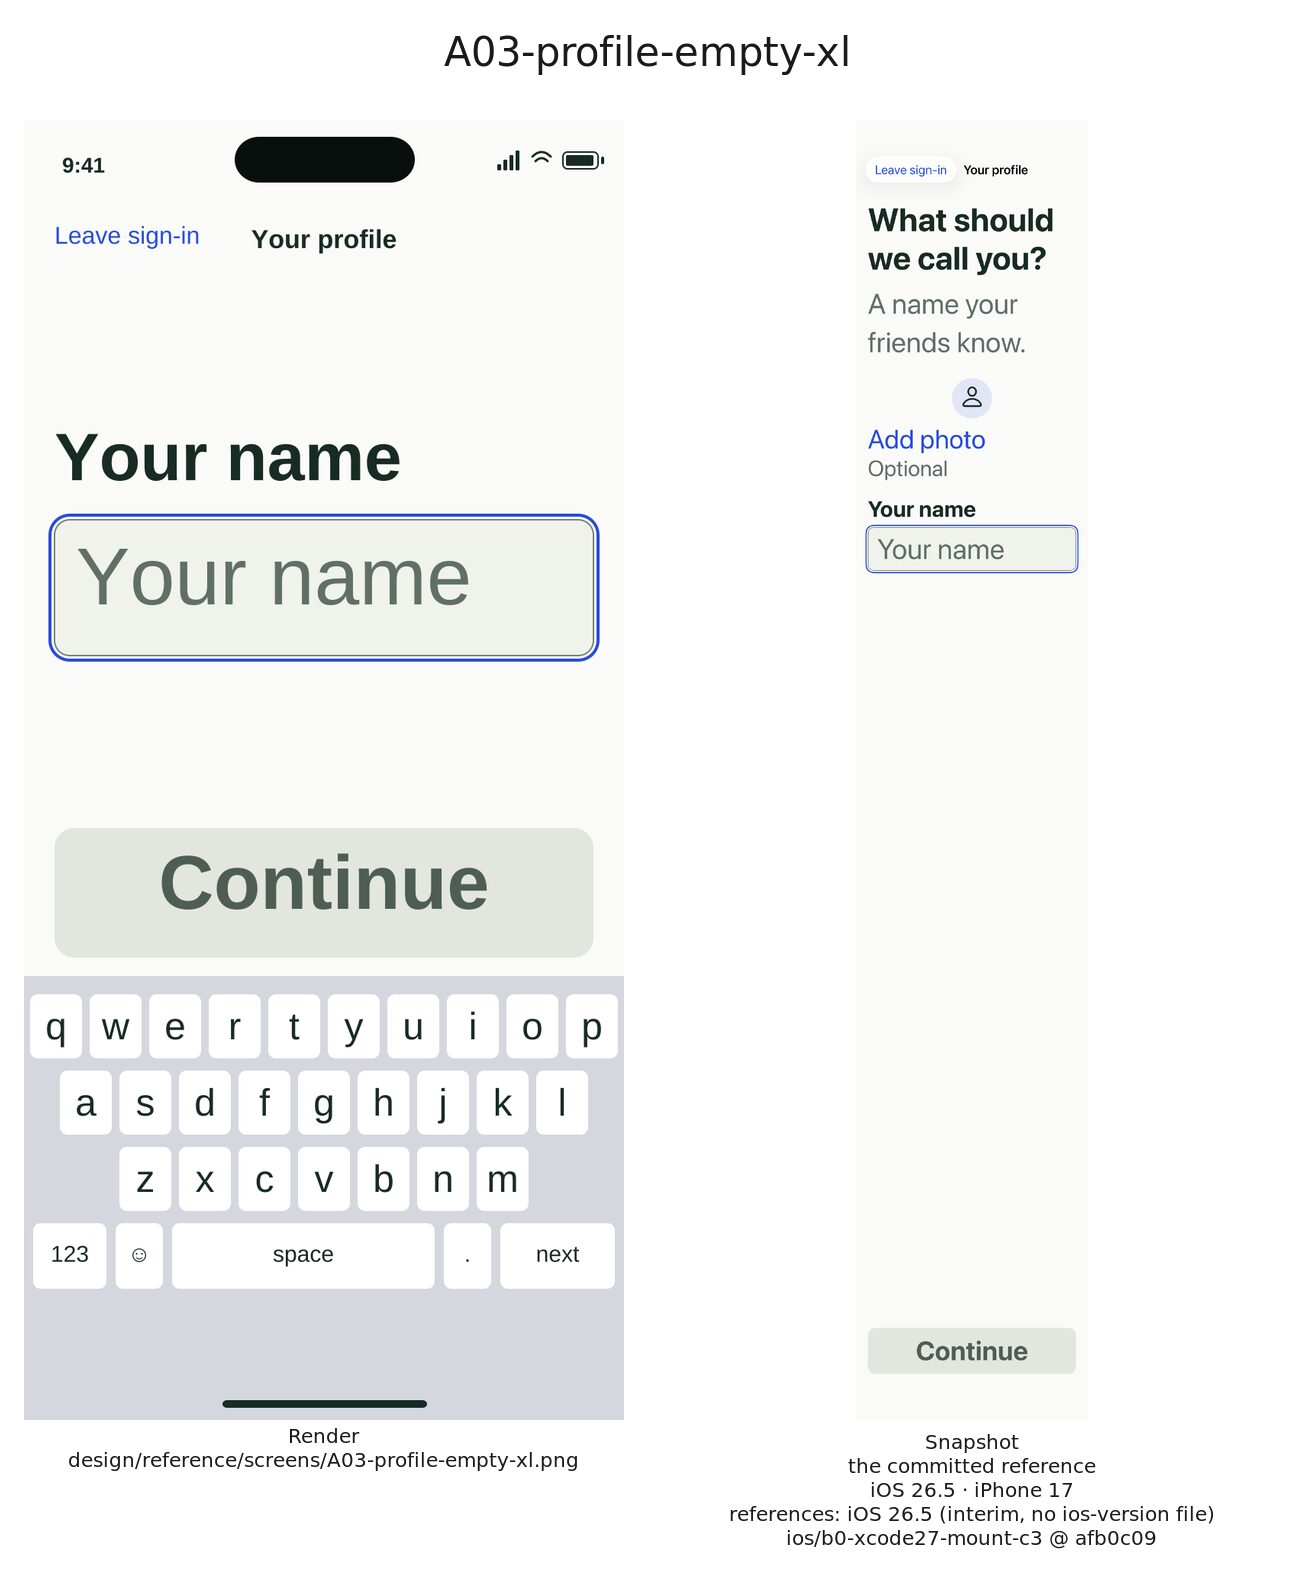 A03-profile-empty-xl
9:41
Leave sign-in
Your profile
Your name
Your name
Continue
q w e r t y u i o p
a s d f g h j k l
z x c v b n m
123 ☺ space . next
Render
design/reference/screens/A03-profile-empty-xl.png
Leave sign-in
Your profile
What should
we call you?
A name your
friends know.
Add photo
Optional
Your name
Your name
Continue
Snapshot
the committed reference
iOS 26.5 · iPhone 17
references: iOS 26.5 (interim, no ios-version file)
ios/b0-xcode27-mount-c3 @ afb0c09